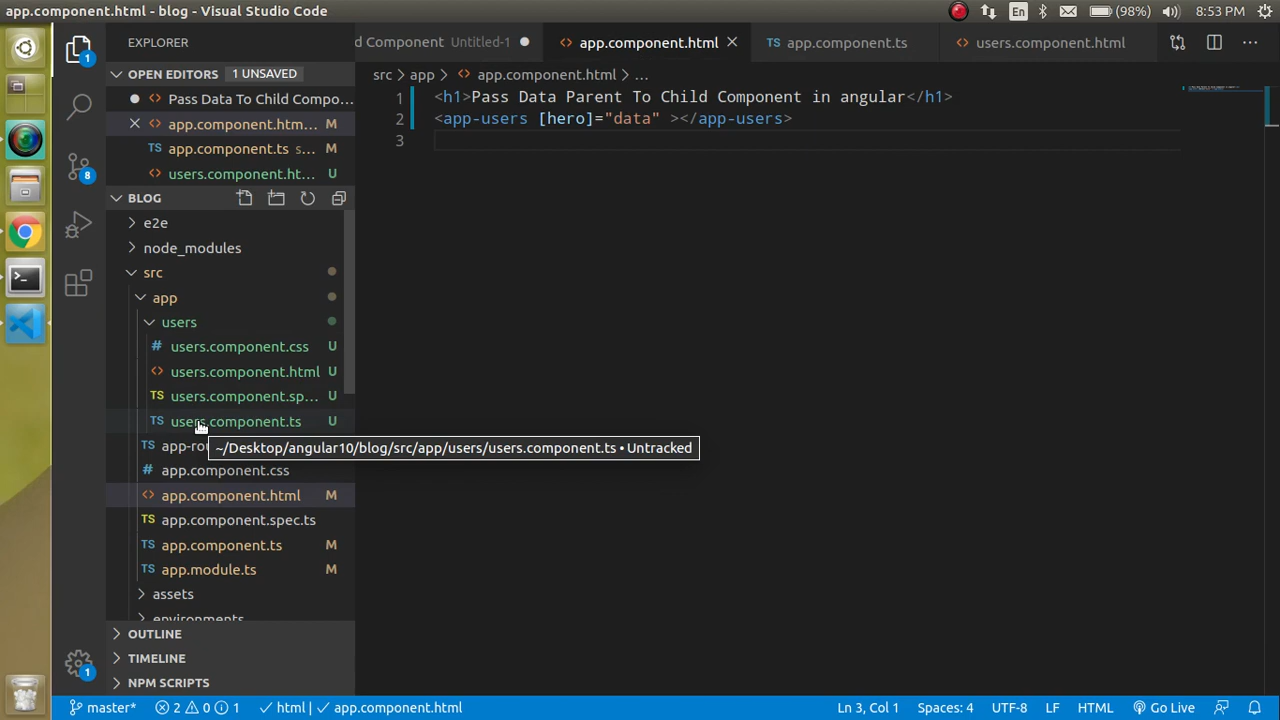 app.component.html - blog - Visual Studio Code
En
(98%)
8:53 PM
EXPLORER
d Component Untitled-1
app.component.html
app.component.ts
users.component.html
OPEN EDITORS
1 UNSAVED
Pass Data To Child Compo...
app.component.htm... M
app.component.ts s... M
users.component.ht... U
src
app
app.component.html
...
1
<h1>Pass Data Parent To Child Component in angular</h1>
2
<app-users [hero]="data" ></app-users>
3
1
8
1
BLOG
e2e
node_modules
src
app
users
users.component.css U
users.component.html U
users.component.sp... U
users.component.ts U
~/Desktop/angular10/blog/src/app/users/users.component.ts • Untracked
app-rou
app.component.css
app.component.html M
app.component.spec.ts
app.component.ts M
app.module.ts M
assets
environments
OUTLINE
TIMELINE
NPM SCRIPTS
master*
2
0
1
html
app.component.html
Ln 3, Col 1
Spaces: 4
UTF-8
LF
HTML
Go Live